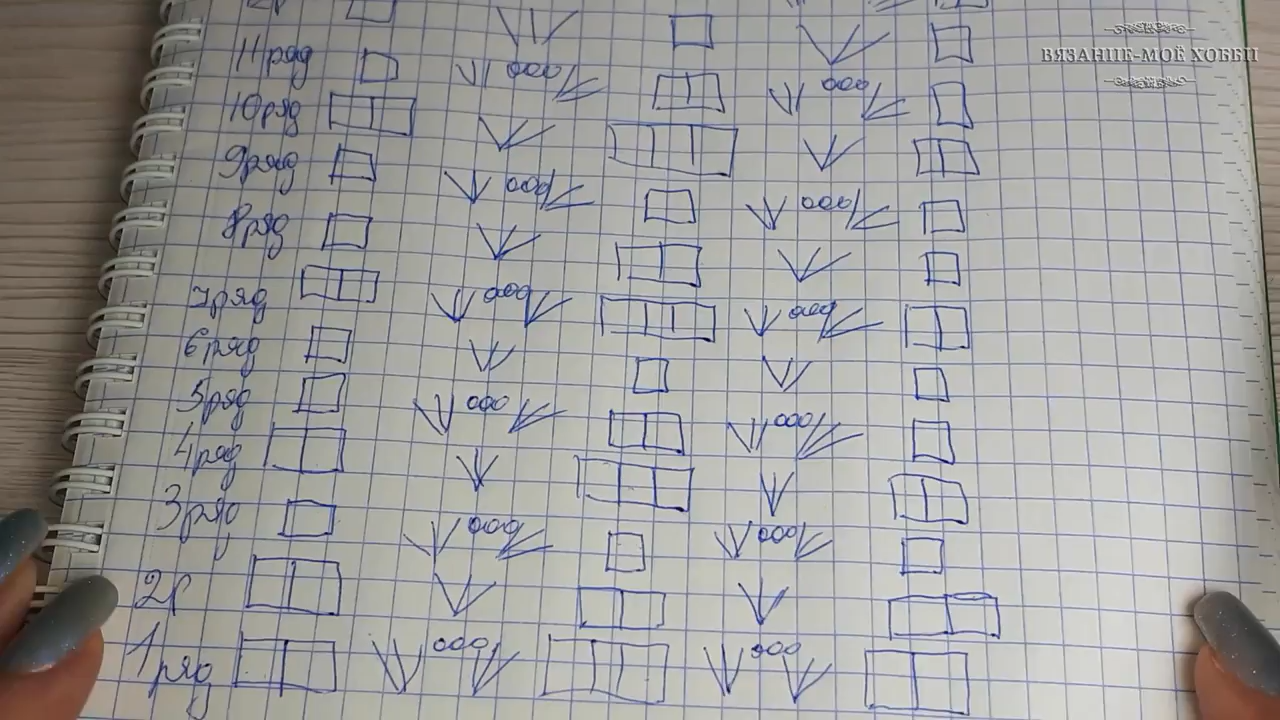 ВЯЗАНИЕ-МОЁ ХОББИ
11 ряд
10 ряд
9 ряд
8 ряд
7 ряд
6 ряд
5 ряд
4 ряд
3 ряд
2 р
1 ряд